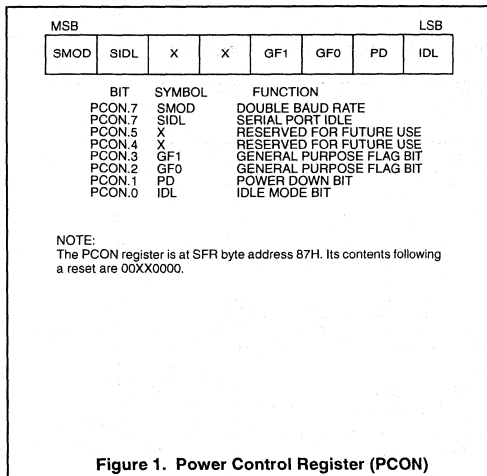 MSB LSB
SMOD SIDL X X GF1 GF0 PD IDL
BIT SYMBOL FUNCTION
PCON.7 SMOD DOUBLE BAUD RATE
PCON.7 SIDL SERIAL PORT IDLE
PCON.5 X RESERVED FOR FUTURE USE
PCON.4 X RESERVED FOR FUTURE USE
PCON.3 GF1 GENERAL PURPOSE FLAG BIT
PCON.2 GF0 GENERAL PURPOSE FLAG BIT
PCON.1 PD POWER DOWN BIT
PCON.0 IDL IDLE MODE BIT
NOTE:
The PCON register is at SFR byte address 87H. Its contents following
a reset are 00XX0000.
Figure 1. Power Control Register (PCON)